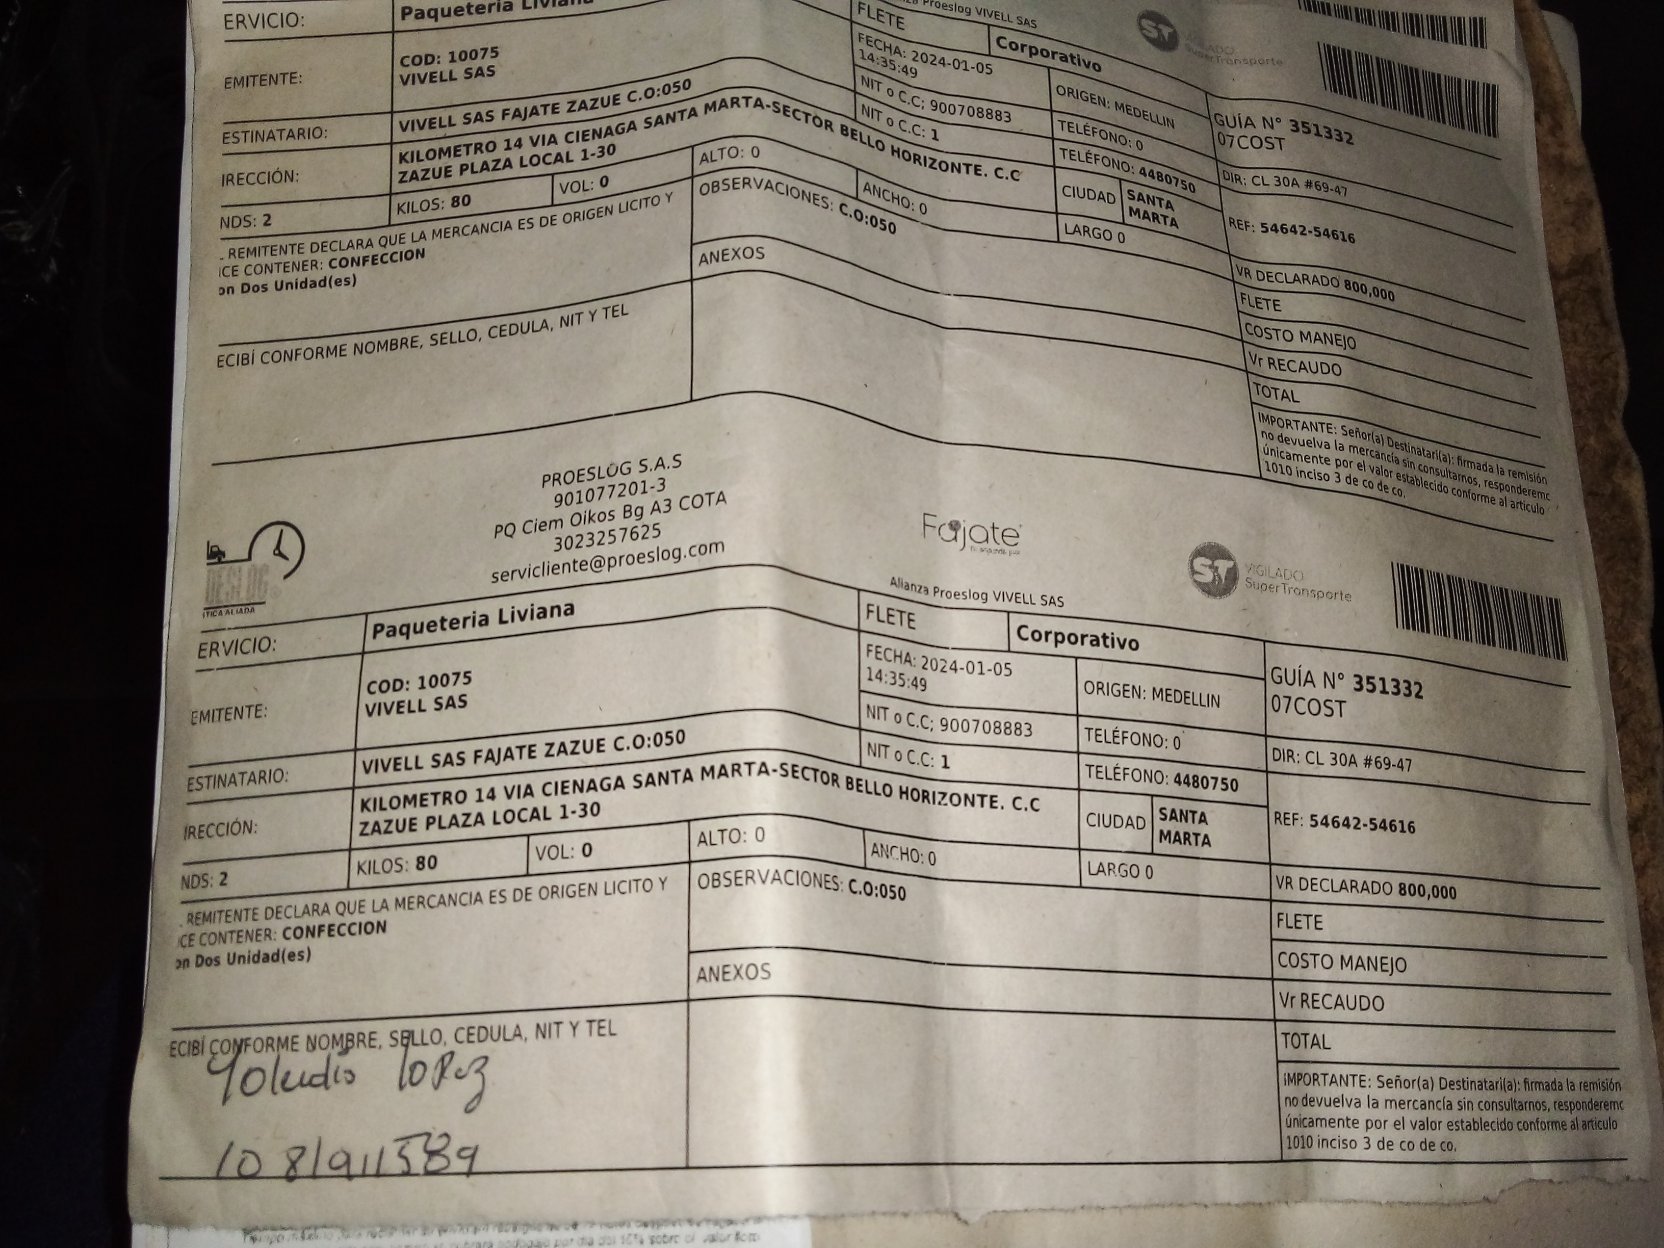 ERVICIO:
Paqueteria Liviana
Proeslog VIVELL SAS
FLETE
Corporativo
VIGILADO
SuperTransporte
EMITENTE:
COD: 10075
VIVELL SAS
FECHA: 2024-01-05
14:35:49
ORIGEN: MEDELLIN
GUÍA N° 351332
07COST
NIT o C.C; 900708883
TELÉFONO: 0
DIR: CL 30A #69-47
ESTINATARIO:
VIVELL SAS FAJATE ZAZUE C.O:050
NIT o C.C: 1
TELÉFONO: 4480750
IRECCIÓN:
KILOMETRO 14 VIA CIENAGA SANTA MARTA-SECTOR BELLO HORIZONTE. C.C
ZAZUE PLAZA LOCAL 1-30
CIUDAD
SANTA
MARTA
REF: 54642-54616
NDS: 2
KILOS: 80
VOL: 0
ALTO: 0
ANCHO: 0
LARGO 0
VR DECLARADO 800,000
REMITENTE DECLARA QUE LA MERCANCIA ES DE ORIGEN LICITO Y
ICE CONTENER: CONFECCION
on Dos Unidad(es)
OBSERVACIONES: C.O:050
ANEXOS
FLETE
COSTO MANEJO
Vr RECAUDO
TOTAL
ECIBÍ CONFORME NOMBRE, SELLO, CEDULA, NIT Y TEL
IMPORTANTE: Señor(a) Destinatari(a): firmada la remisión
no devuelva la mercancía sin consultarnos, responderemc
únicamente por el valor establecido conforme al articulo
1010 inciso 3 de co de co.
PROESLOG S.A.S
901077201-3
PQ Ciem Oikos Bg A3 COTA
3023257625
servicliente@proeslog.com
Fajate
Alianza Proeslog VIVELL SAS
ST
VIGILADO
SuperTransporte
OESLOG
TICA ALIADA
ERVICIO:
Paqueteria Liviana
FLETE
Corporativo
EMITENTE:
COD: 10075
VIVELL SAS
FECHA: 2024-01-05
14:35:49
ORIGEN: MEDELLIN
GUÍA N° 351332
07COST
NIT o C.C; 900708883
TELÉFONO: 0
DIR: CL 30A #69-47
ESTINATARIO:
VIVELL SAS FAJATE ZAZUE C.O:050
NIT o C.C: 1
TELÉFONO: 4480750
IRECCIÓN:
KILOMETRO 14 VIA CIENAGA SANTA MARTA-SECTOR BELLO HORIZONTE. C.C
ZAZUE PLAZA LOCAL 1-30
CIUDAD
SANTA
MARTA
REF: 54642-54616
NDS: 2
KILOS: 80
VOL: 0
ALTO: 0
ANCHO: 0
LARGO 0
VR DECLARADO 800,000
REMITENTE DECLARA QUE LA MERCANCIA ES DE ORIGEN LICITO Y
ICE CONTENER: CONFECCION
on Dos Unidad(es)
OBSERVACIONES: C.O:050
ANEXOS
FLETE
COSTO MANEJO
Vr RECAUDO
TOTAL
ECIBÍ CONFORME NOMBRE, SELLO, CEDULA, NIT Y TEL
Yoleidis lopez
1081911589
IMPORTANTE: Señor(a) Destinatari(a): firmada la remisión
no devuelva la mercancía sin consultarnos, responderemc
únicamente por el valor establecido conforme al articulo
1010 inciso 3 de co de co.